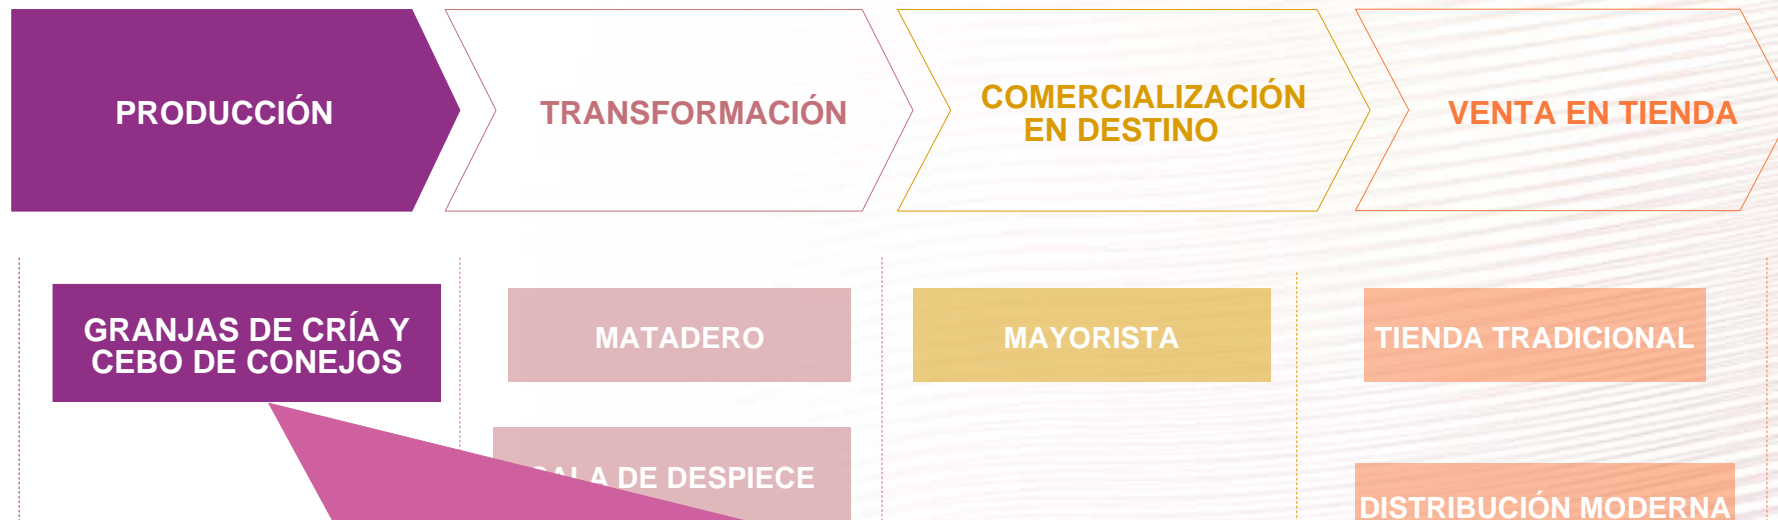 PRODUCCIÓN
TRANSFORMACIÓN
COMERCIALIZACIÓN
EN DESTINO
VENTA EN TIENDA
GRANJAS DE CRÍA Y
CEBO DE CONEJOS
MATADERO
MAYORISTA
TIENDA TRADICIONAL
SALA DE DESPIECE
DISTRIBUCIÓN MODERNA